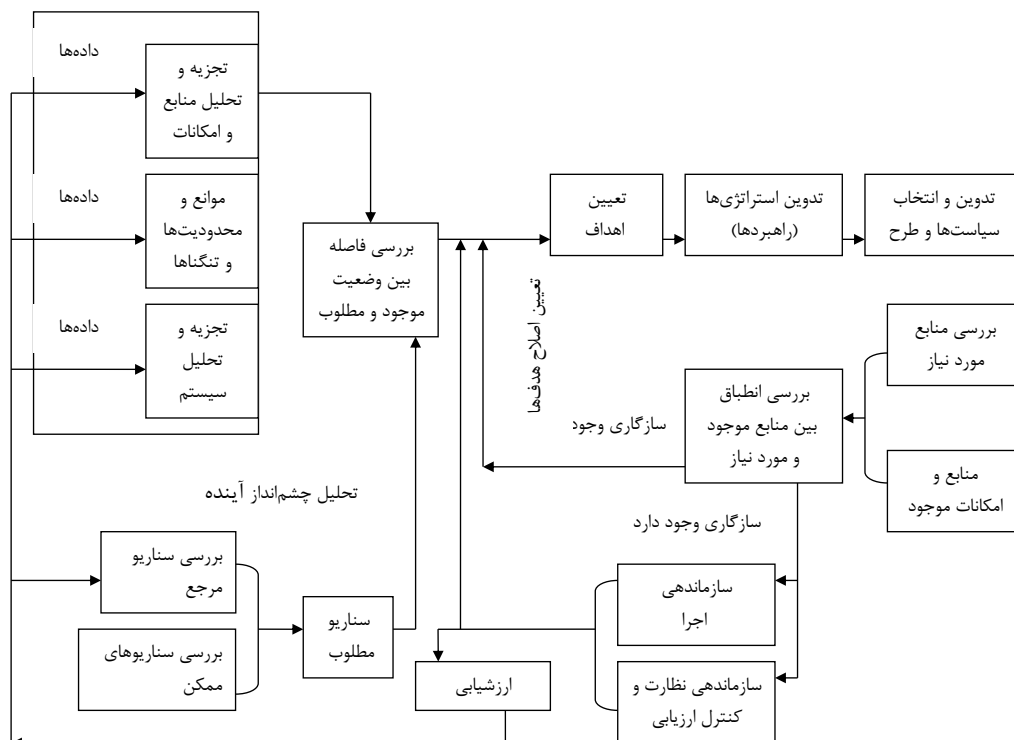 داده‌ها
تجزیه و
تحلیل منابع
و امکانات
داده‌ها
موانع و
محدودیت‌ها
و تنگناها
داده‌ها
تجزیه و
تحلیل
سیستم
بررسی فاصله
بین وضعیت
موجود و مطلوب
تعیین
اهداف
تدوین استراتژی‌ها
(راهبردها)
تدوین و انتخاب
سیاست‌ها و طرح
تعیین اصلاح هدف‌ها
بررسی منابع
مورد نیاز
بررسی انطباق
بین منابع موجود
و مورد نیاز
منابع و
امکانات موجود
سازگاری وجود
سازگاری وجود دارد
تحلیل چشم‌انداز آینده
بررسی سناریو
مرجع
بررسی سناریوهای
ممکن
سناریو
مطلوب
سازماندهی
اجرا
سازماندهی نظارت و
کنترل ارزیابی
ارزشیابی